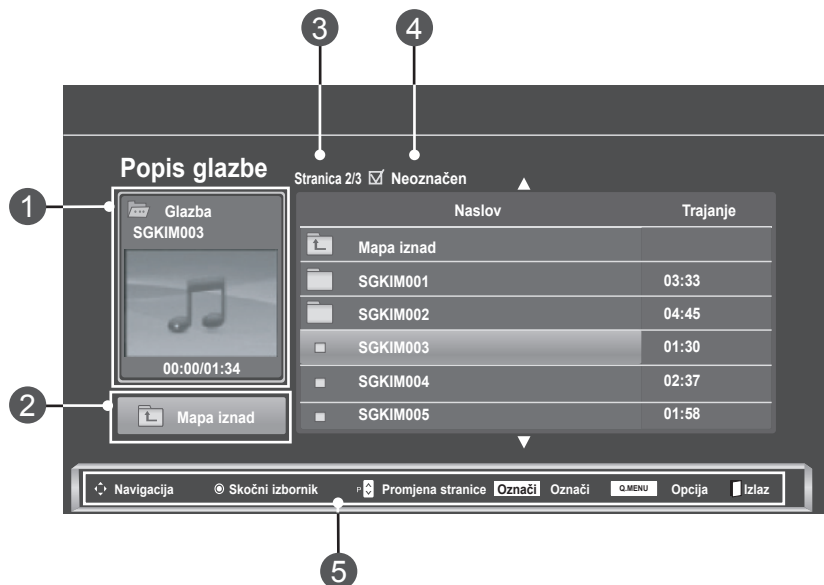 3 4
Popis glazbe
Stranica 2/3 Neoznačen
1
Glazba
SGKIM003
00:00/01:34
2
Mapa iznad
Naslov Trajanje
Mapa iznad
SGKIM001 03:33
SGKIM002 04:45
SGKIM003 01:30
SGKIM004 02:37
SGKIM005 01:58
Navigacija Skočni izbornik P Promjena stranice Označi Označi Q.MENU Opcija Izlaz
5